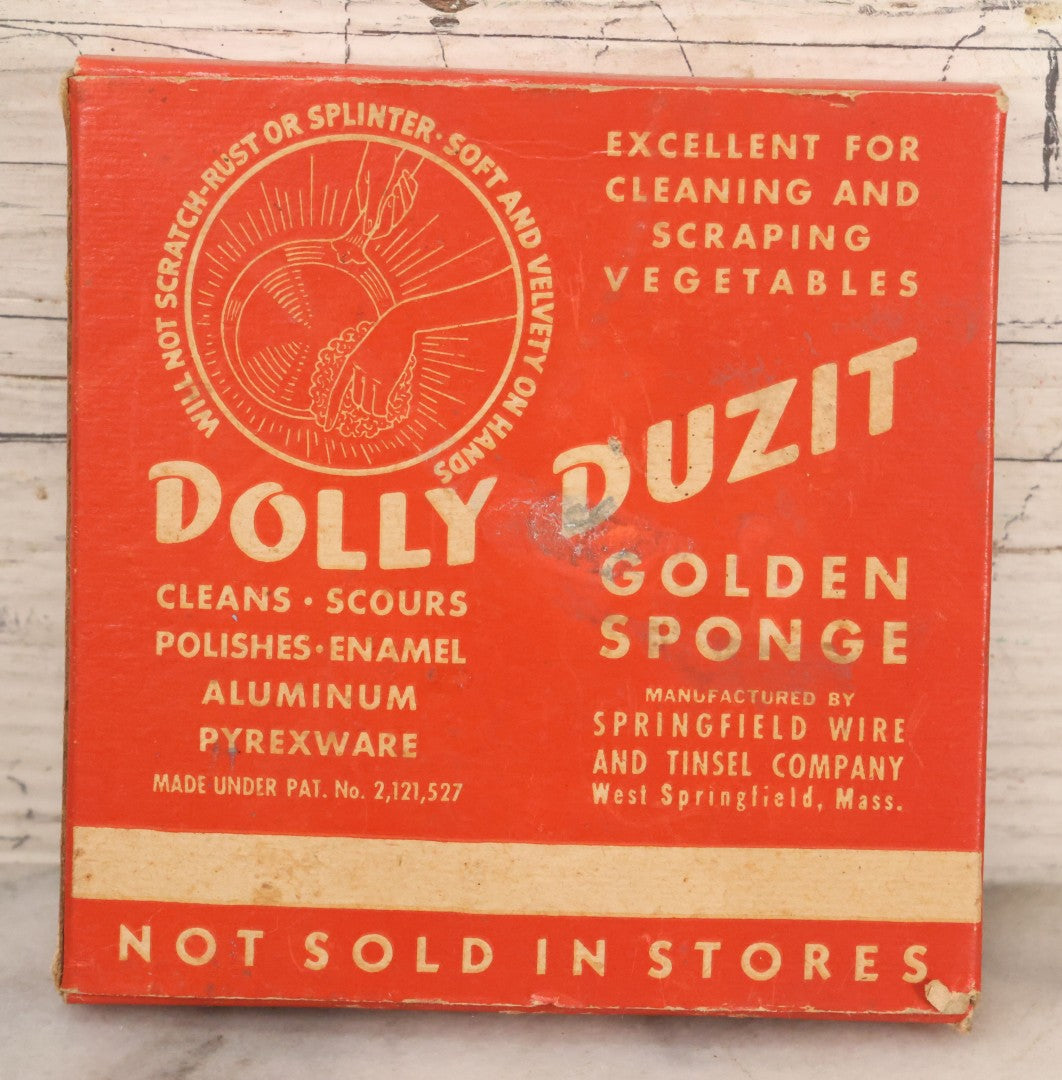 WILL NOT SCRATCH-RUST OR SPLINTER·SOFT AND VELVETY ON HANDS
EXCELLENT FOR
CLEANING AND
SCRAPING
VEGETABLES
DOLLY DUZIT
CLEANS · SCOURS
POLISHES · ENAMEL
ALUMINUM
PYREXWARE
MADE UNDER PAT. No. 2,121,527
GOLDEN
SPONGE
MANUFACTURED BY
SPRINGFIELD WIRE
AND TINSEL COMPANY
West Springfield, Mass.
NOT SOLD IN STORES